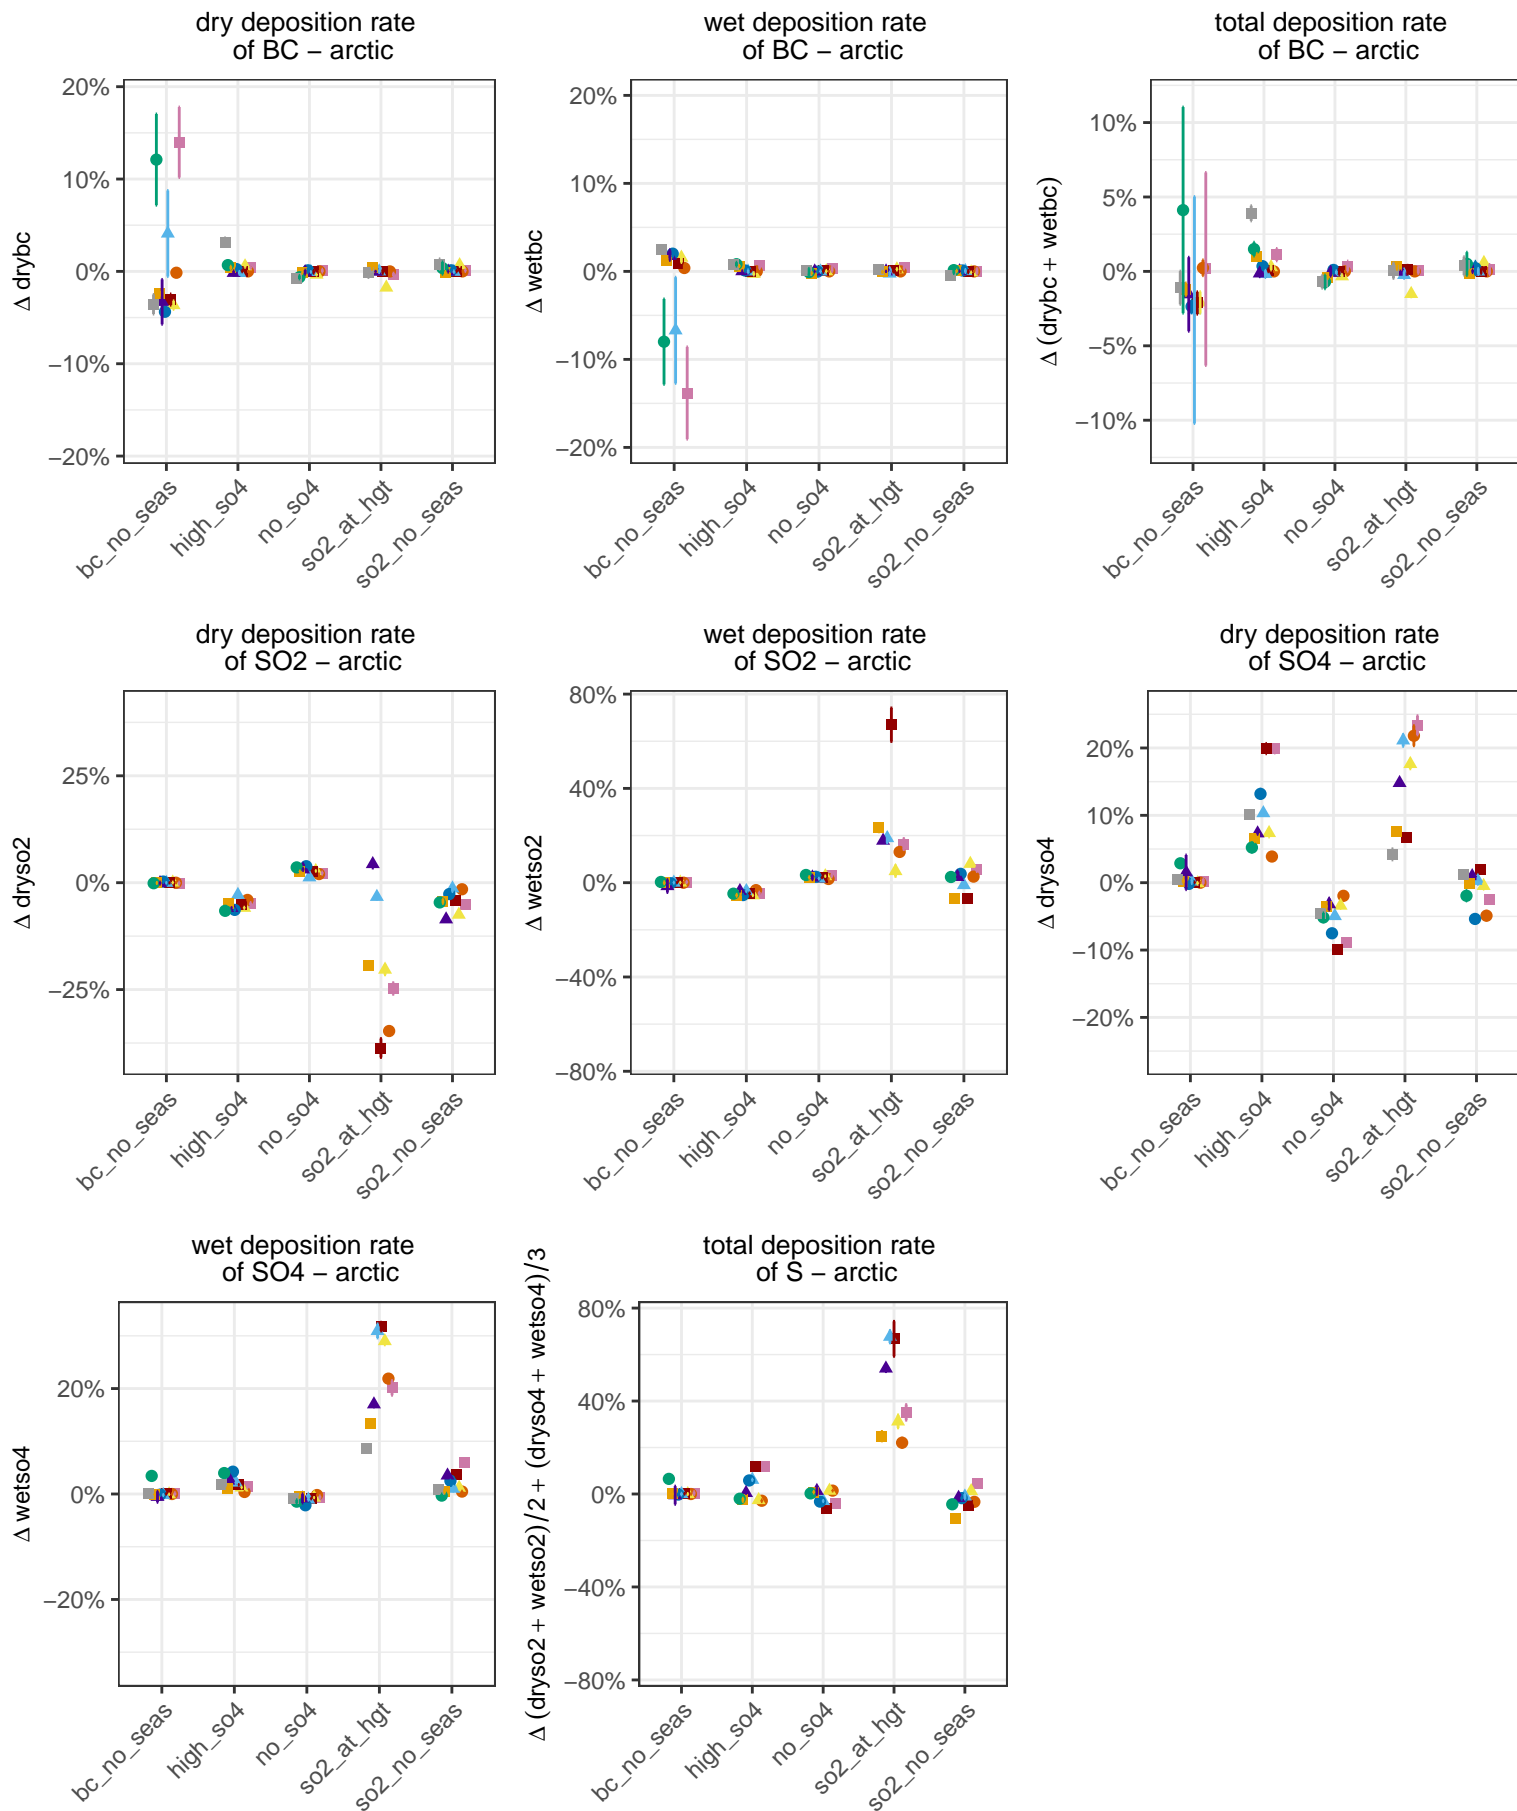 dry deposition rate
of BC – arctic
Δ drybc
20%
10%
0%
−10%
−20%
bc_no_seas
high_so4
no_so4
so2_at_hgt
so2_no_seas
wet deposition rate
of BC – arctic
Δ wetbc
20%
10%
0%
−10%
−20%
bc_no_seas
high_so4
no_so4
so2_at_hgt
so2_no_seas
total deposition rate
of BC – arctic
Δ (drybc + wetbc)
10%
5%
0%
−5%
−10%
bc_no_seas
high_so4
no_so4
so2_at_hgt
so2_no_seas
dry deposition rate
of SO2 – arctic
Δ dryso2
25%
0%
−25%
bc_no_seas
high_so4
no_so4
so2_at_hgt
so2_no_seas
wet deposition rate
of SO2 – arctic
Δ wetso2
80%
40%
0%
−40%
−80%
bc_no_seas
high_so4
no_so4
so2_at_hgt
so2_no_seas
dry deposition rate
of SO4 – arctic
Δ dryso4
20%
10%
0%
−10%
−20%
bc_no_seas
high_so4
no_so4
so2_at_hgt
so2_no_seas
wet deposition rate
of SO4 – arctic
Δ wetso4
20%
0%
−20%
bc_no_seas
high_so4
no_so4
so2_at_hgt
so2_no_seas
total deposition rate
of S – arctic
Δ (dryso2 + wetso2)/2 + (dryso4 + wetso4)/3
80%
40%
0%
−40%
−80%
bc_no_seas
high_so4
no_so4
so2_at_hgt
so2_no_seas